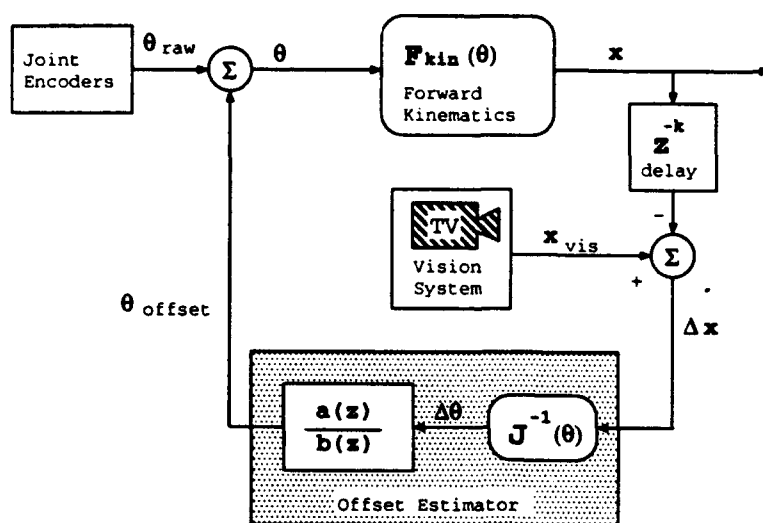 Joint
Encoders
θ raw
Σ
θ
F kin (θ)
Forward
Kinematics
x
z -k
delay
TV
Vision
System
x vis
-
+
Σ
Δx
θ offset
a(z)
b(z)
Δθ
J -1 (θ)
Offset Estimator